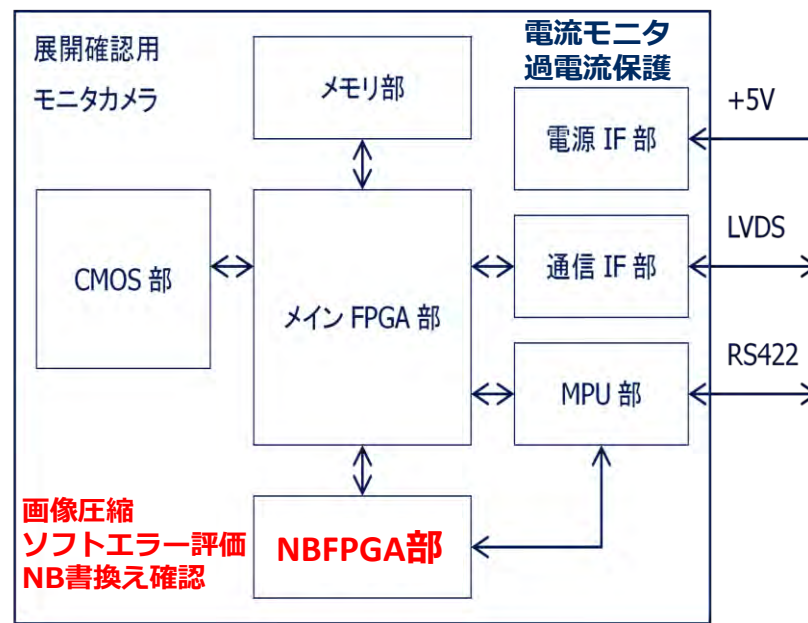 展開確認用
モニタカメラ
メモリ部
電流モニタ
過電流保護
電源 IF 部
+5V
CMOS 部
メイン FPGA 部
通信 IF 部
LVDS
MPU 部
RS422
画像圧縮
ソフトエラー評価
NB書換え確認
NBFPGA部